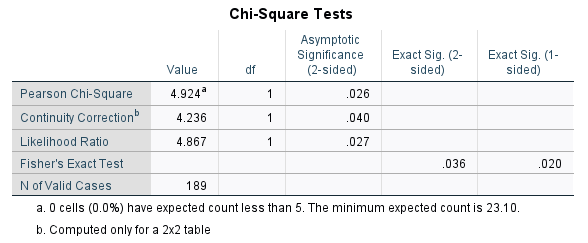 Chi-Square Tests
Value df Asymptotic Significance (2-sided) Exact Sig. (2-sided) Exact Sig. (1-sided)
Pearson Chi-Square 4.924a 1 .026
Continuity Correctionb 4.236 1 .040
Likelihood Ratio 4.867 1 .027
Fisher's Exact Test .036 .020
N of Valid Cases 189
a. 0 cells (0.0%) have expected count less than 5. The minimum expected count is 23.10.
b. Computed only for a 2x2 table